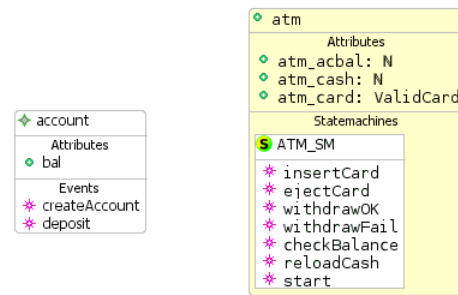 account
Attributes
bal
Events
createAccount
deposit
atm
Attributes
atm_acbal: ℕ
atm_cash: ℕ
atm_card: ValidCard
Statemachines
S ATM_SM
insertCard
ejectCard
withdrawOK
withdrawFail
checkBalance
reloadCash
start